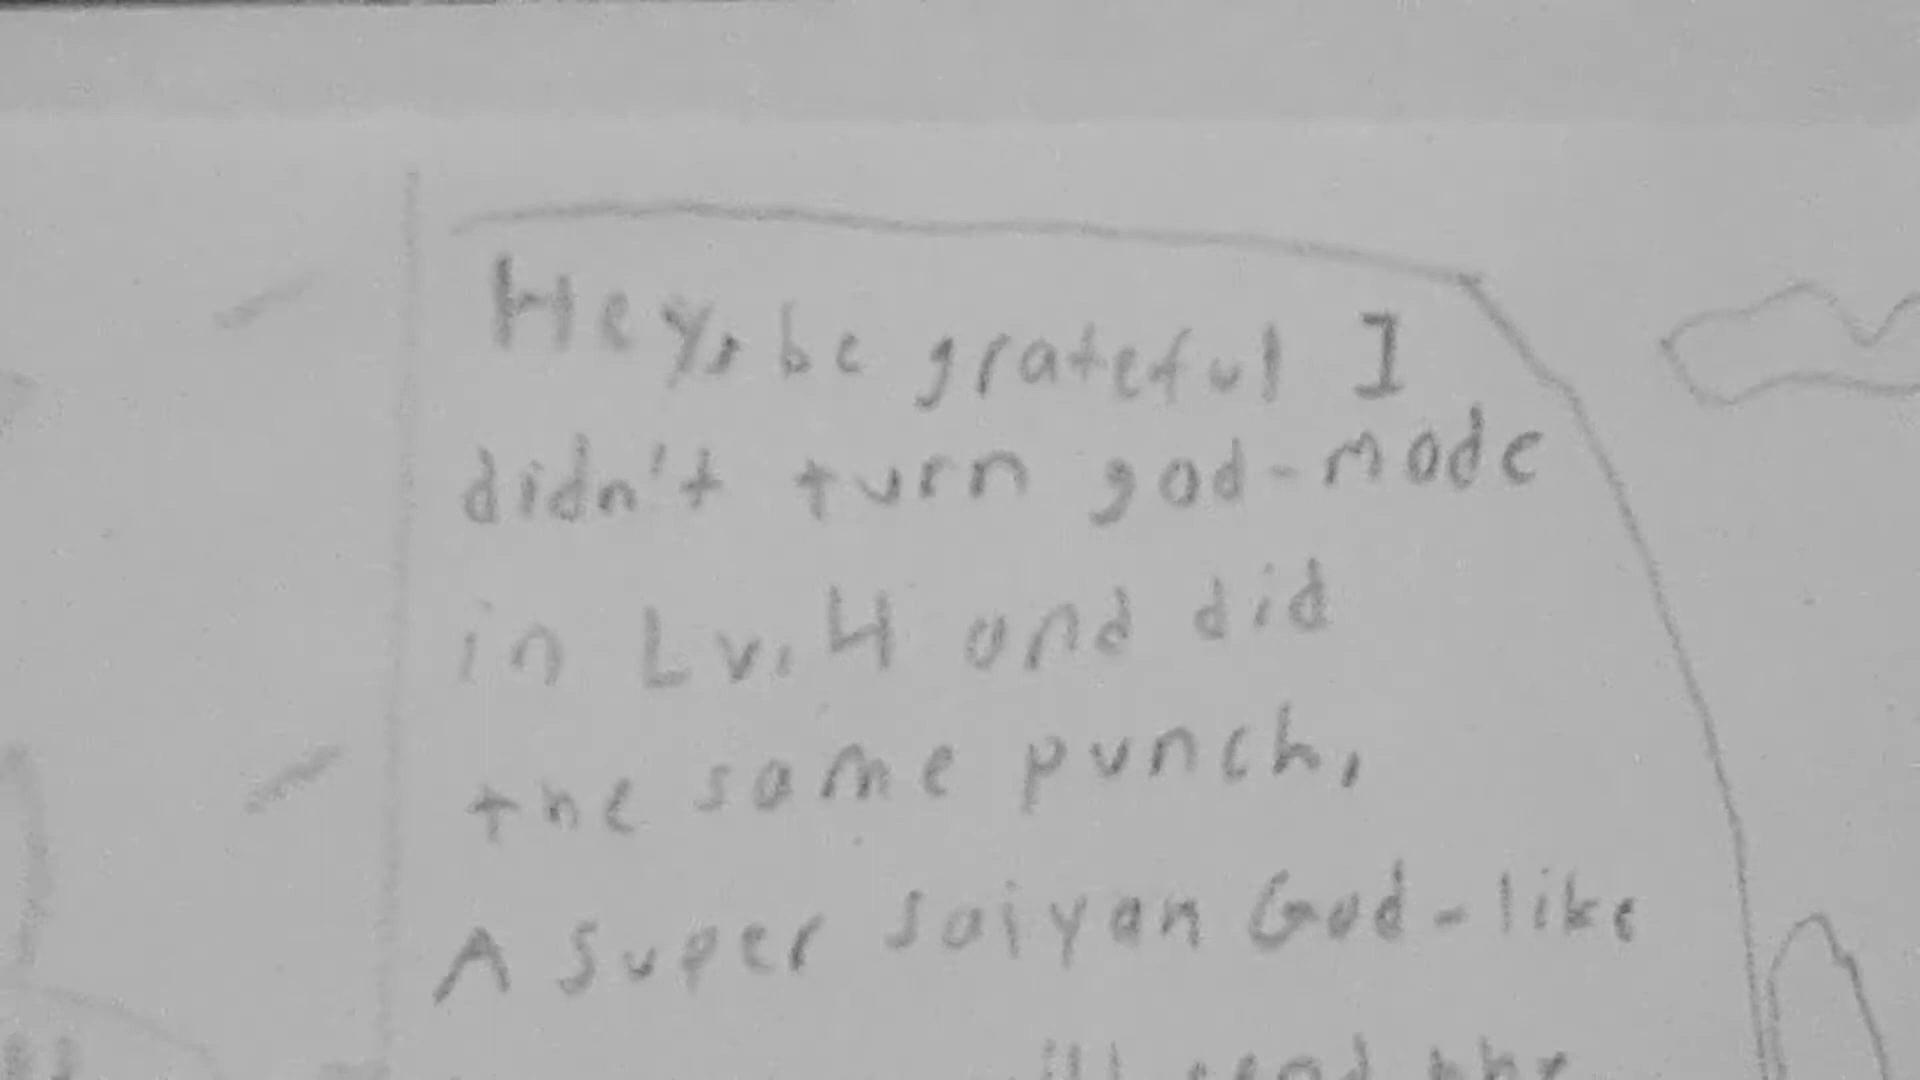 Hey, be grateful I
didn't turn god-mode
in Lv.4 and did
the same punch,
A super saiyan God-like